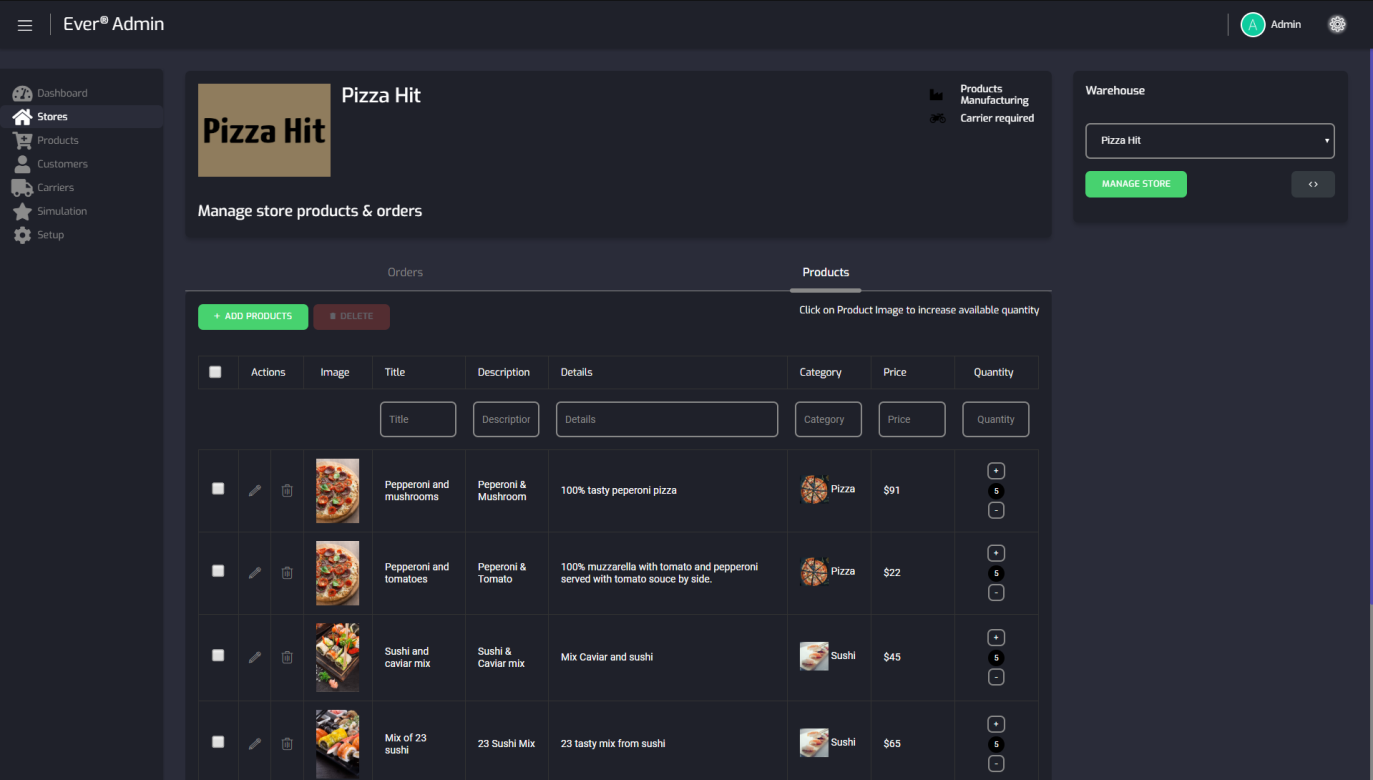 Ever® Admin
A
Admin
Dashboard
Stores
Products
Customers
Carriers
Simulation
Setup
Pizza Hit
Pizza Hit
Products
Manufacturing
Carrier required
Manage store products & orders
Warehouse
Pizza Hit
MANAGE STORE
<>
Orders
Products
+ ADD PRODUCTS
DELETE
Click on Product Image to increase available quantity
Actions Image Title Description Details Category Price Quantity
Title Description Details Category Price Quantity
Pepperoni and
mushrooms
Peperoni &
Mushroom
100% tasty peperoni pizza
Pizza
$91
+
5
-
Pepperoni and
tomatoes
Peperoni &
Tomato
100% muzzarella with tomato and pepperoni
served with tomato souce by side.
Pizza
$22
+
5
-
Sushi and
caviar mix
Sushi &
Caviar mix
Mix Caviar and sushi
Sushi
$45
+
5
-
Mix of 23
sushi
23 Sushi Mix
23 tasty mix from sushi
Sushi
$65
+
5
-